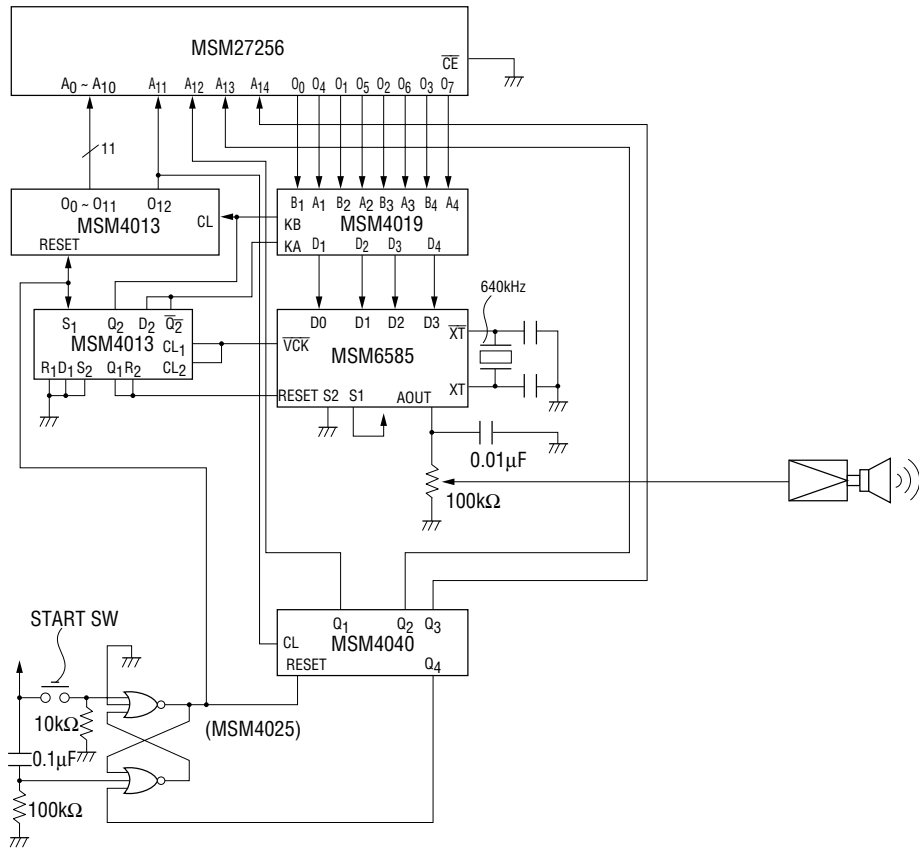 MSM27256
CE
A0 ~ A10 A11 A12 A13 A14 O0 O4 O1 O5 O2 O6 O3 O7
11
O0 ~ O11 O12
MSM4013
CL
RESET
B1 A1 B2 A2 B3 A3 B4 A4
KB
MSM4019
KA
D1 D2 D3 D4
640kHz
S1 Q2 D2 Q2
MSM4013
CL1
R1 D1 S2 Q1 R2 CL2
D0 D1 D2 D3
XT
VCK
MSM6585
XT
RESET S2 S1 AOUT
0.01μF
100kΩ
Q1 Q2 Q3
MSM4040
CL
RESET
Q4
START SW
10kΩ
(MSM4025)
0.1μF
100kΩ